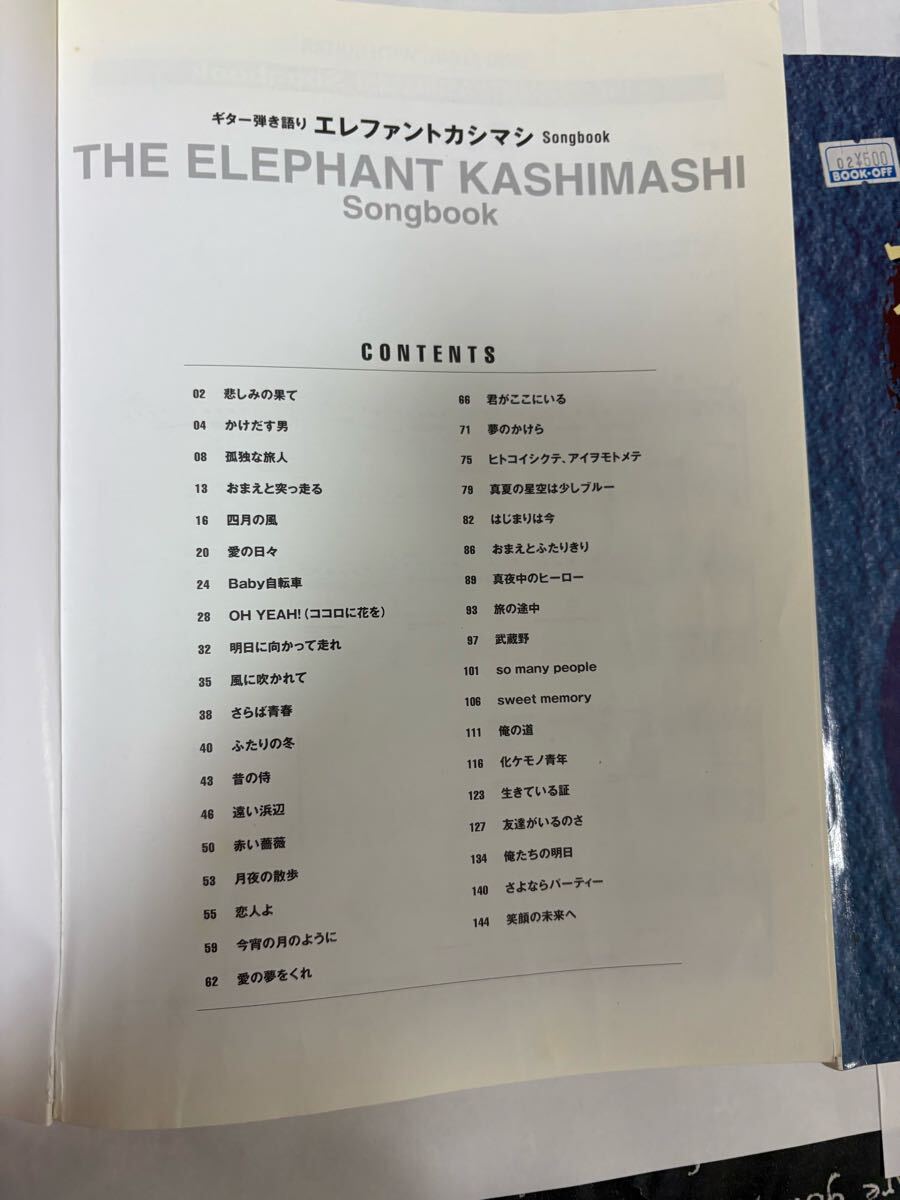 ギター弾き語り エレファントカシマシ Songbook
THE ELEPHANT KASHIMASHI
Songbook
CONTENTS
02 悲しみの果て
04 かけだす男
08 孤独な旅人
13 おまえと突っ走る
16 四月の風
20 愛の日々
24 Baby自転車
28 OH YEAH!(ココロに花を)
32 明日に向かって走れ
35 風に吹かれて
38 さらば青春
40 ふたりの冬
43 昔の侍
46 遠い浜辺
50 赤い薔薇
53 月夜の散歩
55 恋人よ
59 今宵の月のように
62 愛の夢をくれ
66 君がここにいる
71 夢のかけら
75 ヒトコイシクテ、アイヲモトメテ
79 真夏の星空は少しブルー
82 はじまりは今
86 おまえとふたりきり
89 真夜中のヒーロー
93 旅の途中
97 武蔵野
101 so many people
106 sweet memory
111 俺の道
116 化ケモノ青年
123 生きている証
127 友達がいるのさ
134 俺たちの明日
140 さよならパーティー
144 笑顔の未来へ
02¥500
BOOK・OFF